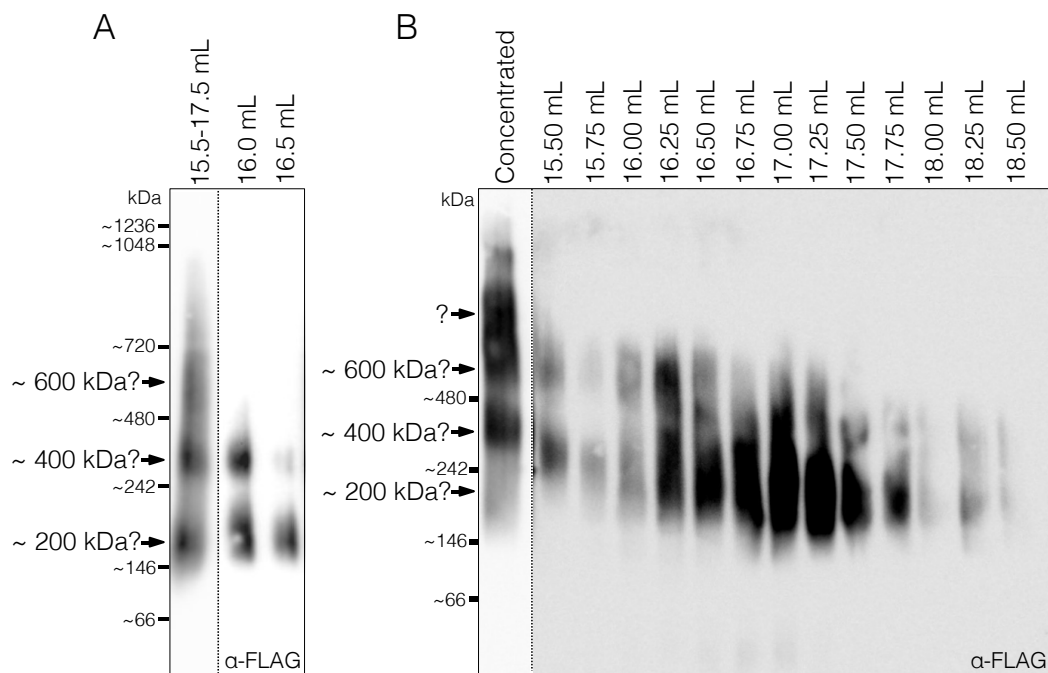 A
15.5-17.5 mL
16.0 mL
16.5 mL
kDa
~1236
~1048
~720
~ 600 kDa?
~480
~ 400 kDa?
~242
~ 200 kDa?
~146
~66
α-FLAG
B
Concentrated
15.50 mL
15.75 mL
16.00 mL
16.25 mL
16.50 mL
16.75 mL
17.00 mL
17.25 mL
17.50 mL
17.75 mL
18.00 mL
18.25 mL
18.50 mL
kDa
?
~ 600 kDa?
~480
~ 400 kDa?
~242
~ 200 kDa?
~146
~66
α-FLAG